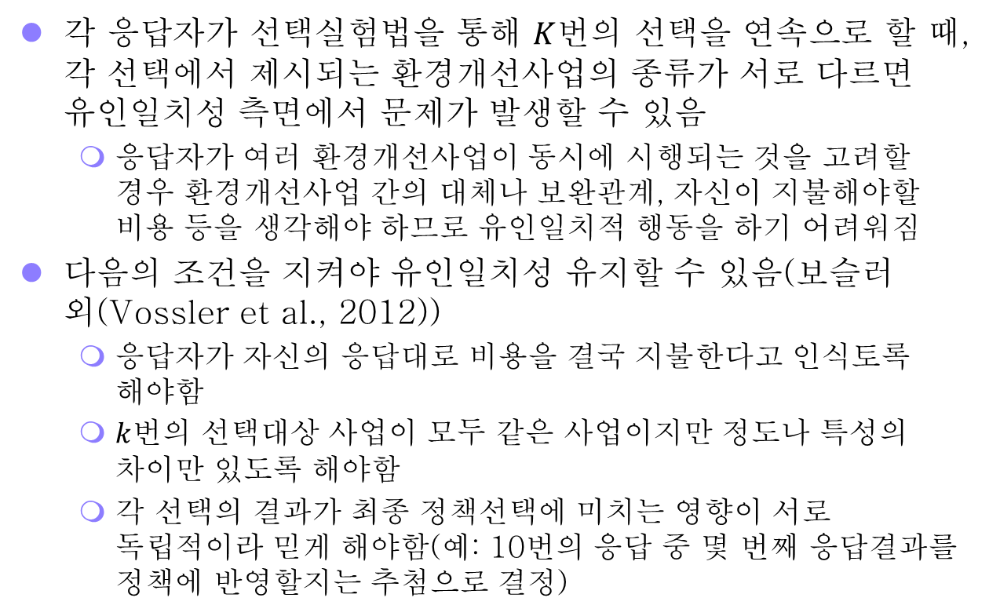 각 응답자가 선택실험법을 통해 K번의 선택을 연속으로 할 때,
각 선택에서 제시되는 환경개선사업의 종류가 서로 다르면
유인일치성 측면에서 문제가 발생할 수 있음
응답자가 여러 환경개선사업이 동시에 시행되는 것을 고려할
경우 환경개선사업 간의 대체나 보완관계, 자신이 지불해야할
비용 등을 생각해야 하므로 유인일치적 행동을 하기 어려워짐
다음의 조건을 지켜야 유인일치성 유지할 수 있음(보슬러
외(Vossler et al., 2012))
응답자가 자신의 응답대로 비용을 결국 지불한다고 인식토록
해야함
k번의 선택대상 사업이 모두 같은 사업이지만 정도나 특성의
차이만 있도록 해야함
각 선택의 결과가 최종 정책선택에 미치는 영향이 서로
독립적이라 믿게 해야함(예: 10번의 응답 중 몇 번째 응답결과를
정책에 반영할지는 추첨으로 결정)